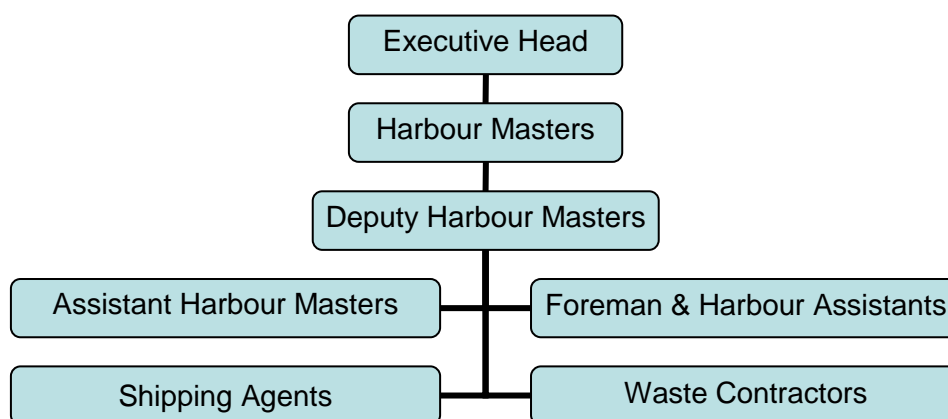 Executive Head
Harbour Masters
Deputy Harbour Masters
Assistant Harbour Masters
Foreman & Harbour Assistants
Shipping Agents
Waste Contractors